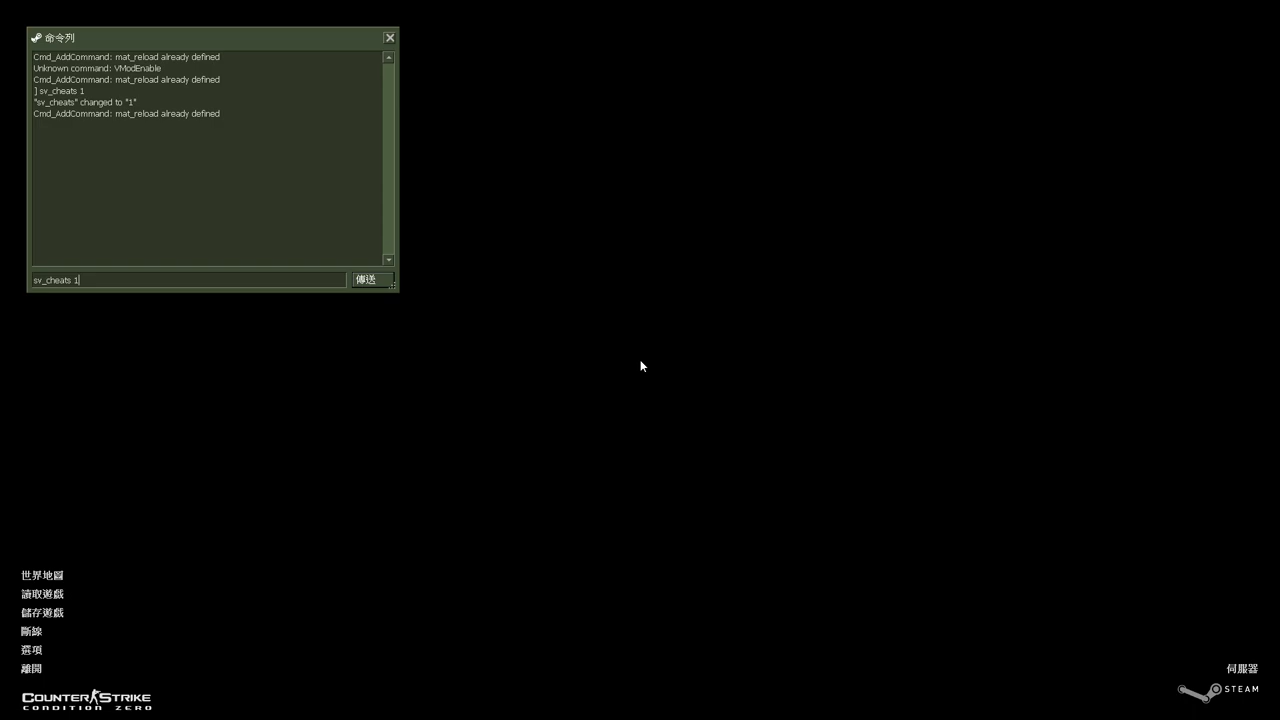 命令列
Cmd_AddCommand: mat_reload already defined
Unknown command: VModEnable
Cmd_AddCommand: mat_reload already defined
] sv_cheats 1
"sv_cheats" changed to "1"
Cmd_AddCommand: mat_reload already defined
sv_cheats 1
傳送
世界地圖
讀取遊戲
儲存遊戲
斷線
選項
離開
伺服器
COUNTER STRIKE
CONDITION ZERO
STEAM